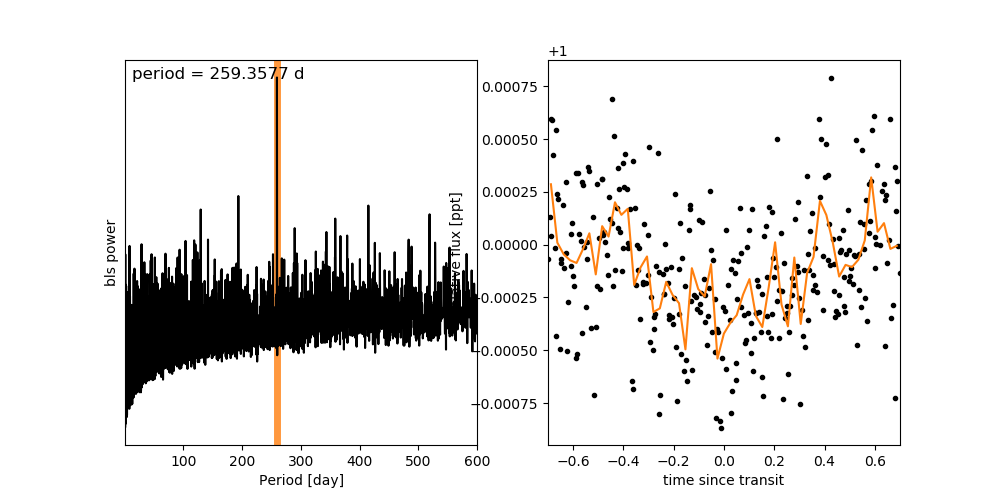 period = 259.3577 d
bls power
100 200 300 400 500 600
Period [day]
+1
0.00075
0.00050
0.00025
0.00000
−0.00025
−0.00050
−0.00075
flux [ppt]
−0.6 −0.4 −0.2 0.0 0.2 0.4 0.6
time since transit